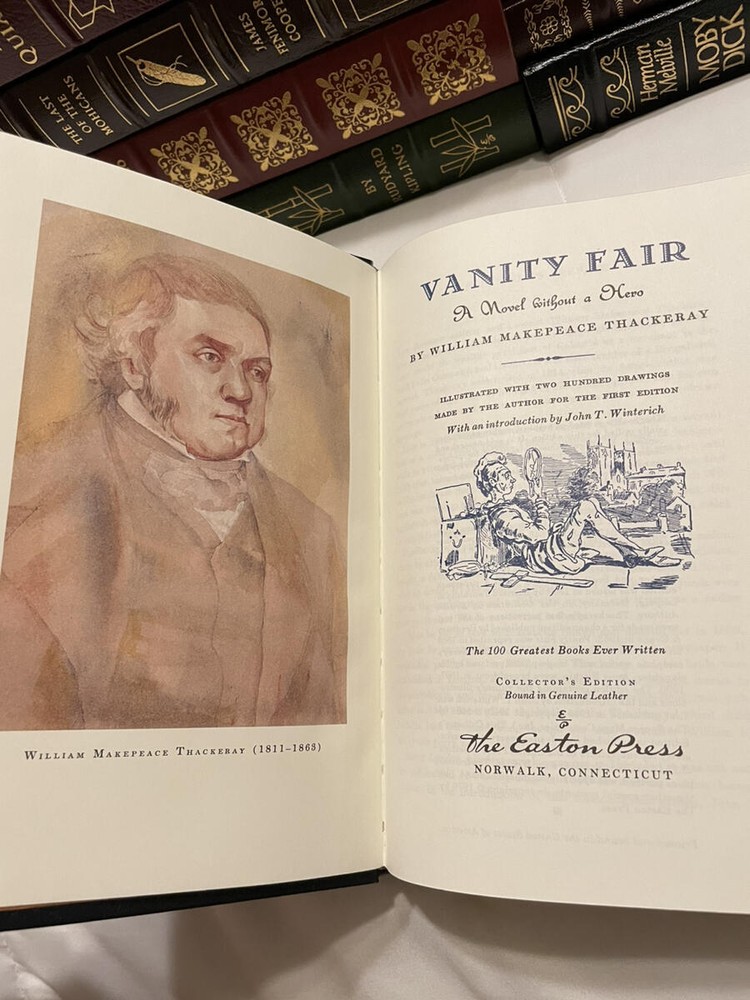 QUIX
THE LAST
OF THE
MOHICANS
JAMES
FENIMOR
COOPE
BY
RUDYARD
KIPLING
Herman
Melville
MOBY
DICK
WILLIAM MAKEPEACE THACKERAY (1811–1863)
VANITY FAIR
A Novel without a Hero
BY WILLIAM MAKEPEACE THACKERAY
ILLUSTRATED WITH TWO HUNDRED DRAWINGS
MADE BY THE AUTHOR FOR THE FIRST EDITION
With an introduction by John T. Winterich
The 100 Greatest Books Ever Written
COLLECTOR'S EDITION
Bound in Genuine Leather
E
P
The Easton Press
NORWALK, CONNECTICUT